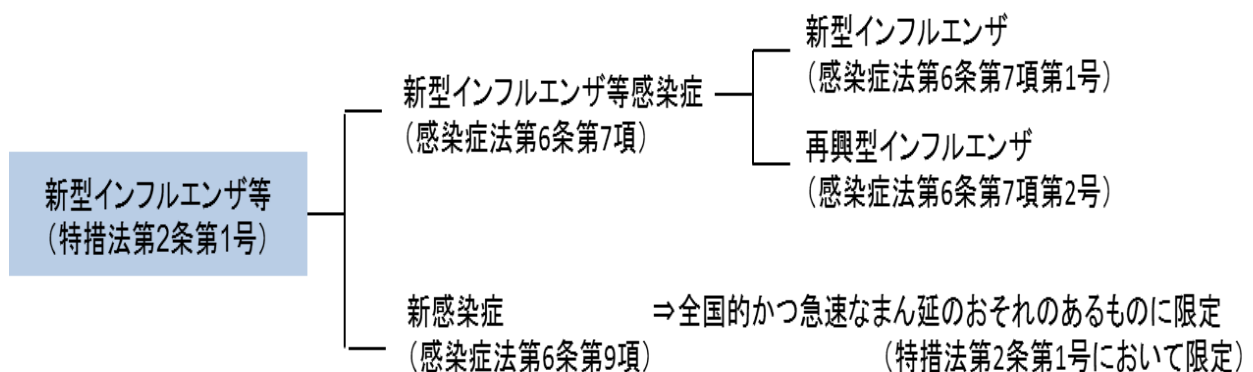 新型インフルエンザ等
(特措法第2条第1号)
新型インフルエンザ等感染症
(感染症法第6条第7項)
新型インフルエンザ
(感染症法第6条第7項第1号)
再興型インフルエンザ
(感染症法第6条第7項第2号)
新感染症 ⇒全国的かつ急速なまん延のおそれのあるものに限定
(感染症法第6条第9項) (特措法第2条第1号において限定)